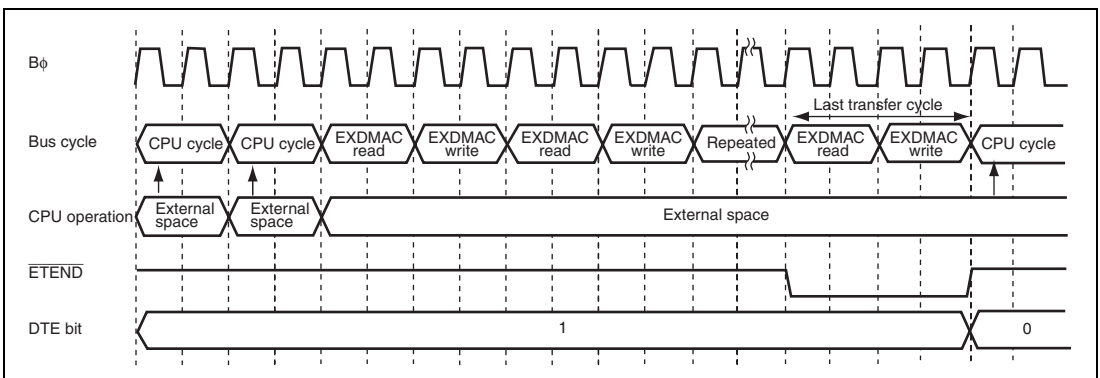 Bφ
Last transfer cycle
Bus cycle
CPU cycle
CPU cycle
EXDMAC
read
EXDMAC
write
EXDMAC
read
EXDMAC
write
Repeated
EXDMAC
read
EXDMAC
write
CPU cycle
CPU operation
External
space
External
space
External space
ETEND
DTE bit
1
0